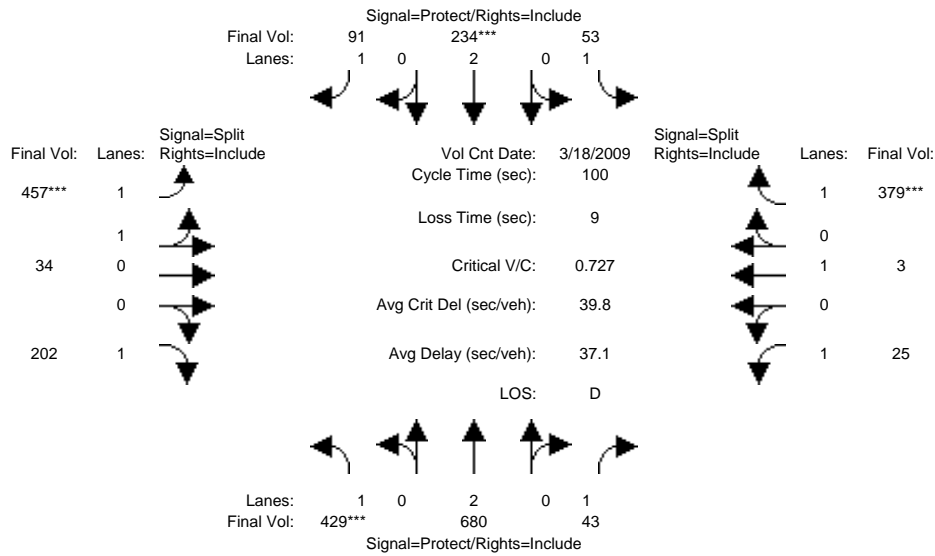 Signal=Protect/Rights=Include
Final Vol: 91 234*** 53
Lanes: 1 0 2 0 1
Signal=Split Signal=Split
Final Vol: Lanes: Rights=Include Vol Cnt Date: 3/18/2009 Rights=Include Lanes: Final Vol:
Cycle Time (sec): 100
457*** 1 1 379***
Loss Time (sec): 9
1 0
34 0 Critical V/C: 0.727 1 3
0 Avg Crit Del (sec/veh): 39.8 0
202 1 Avg Delay (sec/veh): 37.1 1 25
LOS: D
Lanes: 1 0 2 0 1
Final Vol: 429*** 680 43
Signal=Protect/Rights=Include